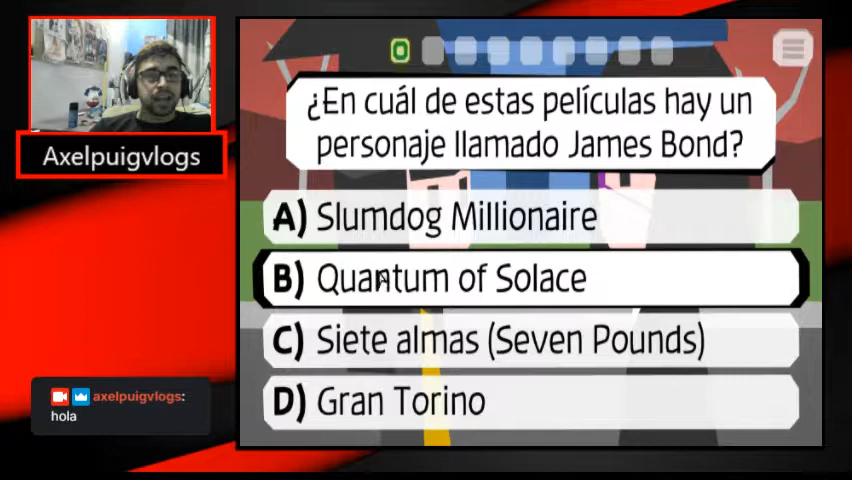 Axelpuigvlogs
axelpuigvlogs:
hola
0
¿En cuál de estas películas hay un
personaje llamado James Bond?
A) Slumdog Millionaire
B) Quantum of Solace
C) Siete almas (Seven Pounds)
D) Gran Torino